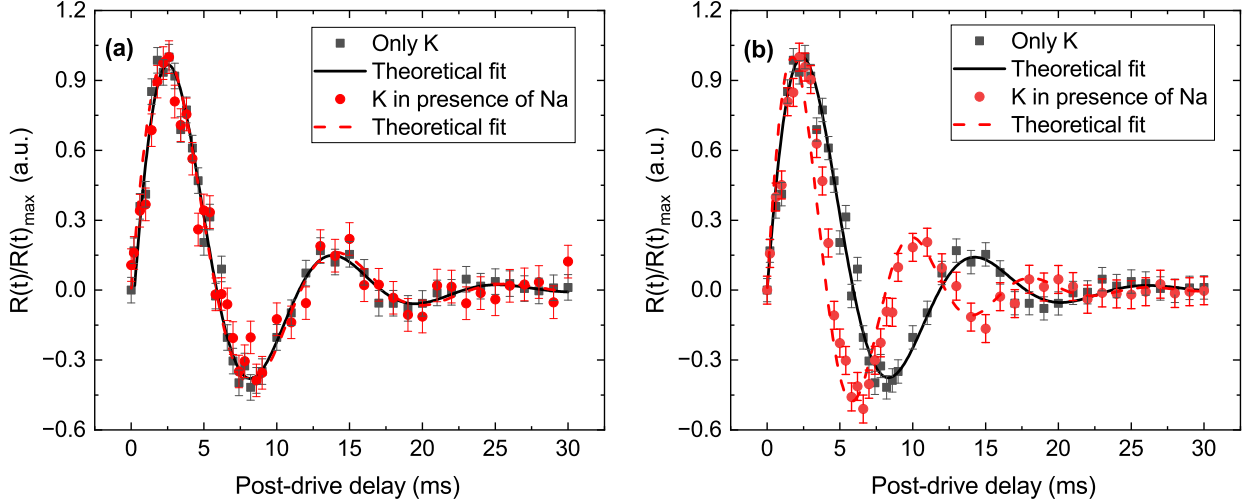 (a)
Only K
Theoretical fit
K in presence of Na
Theoretical fit
1.2
0.9
0.6
0.3
0.0
−0.3
−0.6
R(t)/R(t)max (a.u.)
0 5 10 15 20 25 30
Post-drive delay (ms)
(b)
Only K
Theoretical fit
K in presence of Na
Theoretical fit
1.2
0.9
0.6
0.3
0.0
−0.3
−0.6
R(t)/R(t)max (a.u.)
0 5 10 15 20 25 30
Post-drive delay (ms)